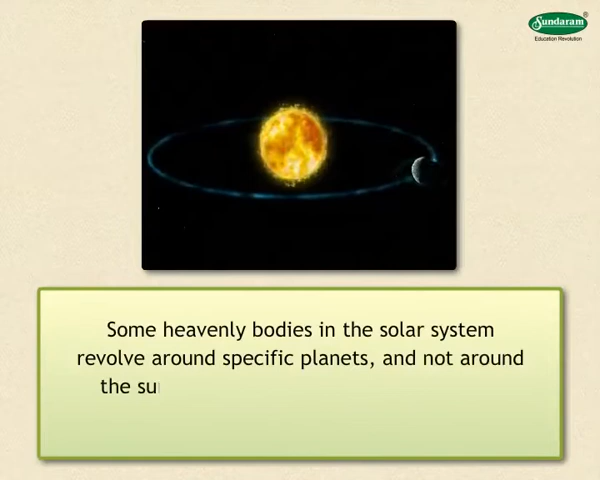 Sundaram®
Education Revolution
Some heavenly bodies in the solar system
revolve around specific planets, and not around
the su